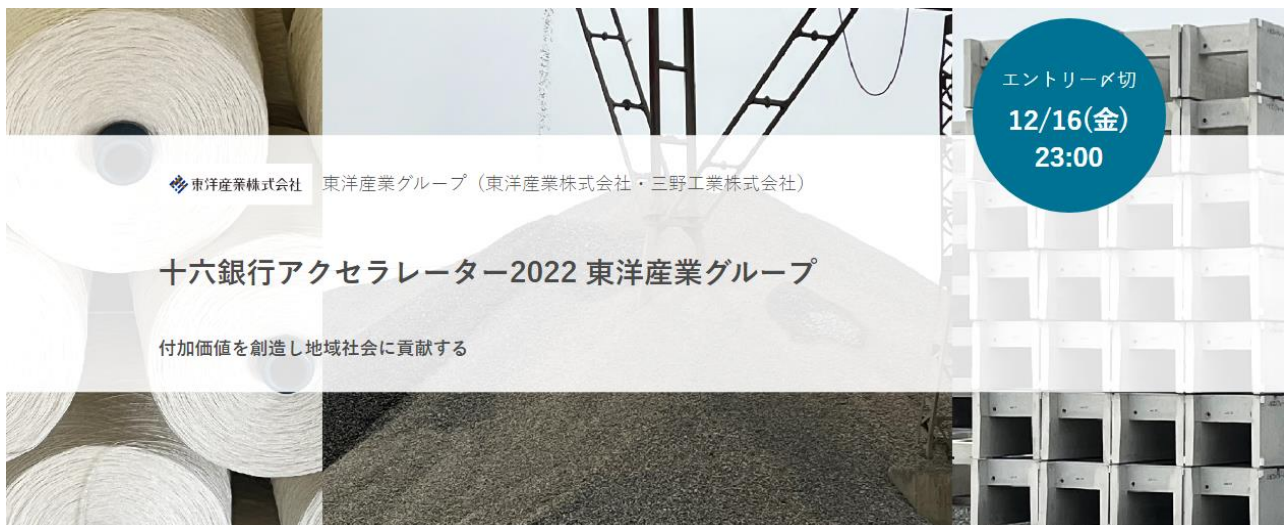 エントリー〆切
12/16(金)
23:00
東洋産業株式会社
東洋産業グループ（東洋産業株式会社・三野工業株式会社）
十六銀行アクセラレーター2022 東洋産業グループ
付加価値を創造し地域社会に貢献する